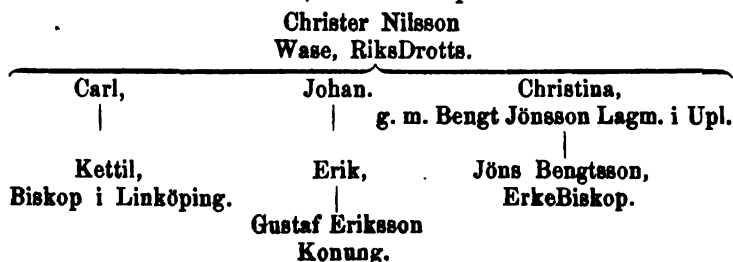 Christer Nilsson
Wase, RiksDrotts.
Carl,
Johan.
Christina,
g. m. Bengt Jönsson Lagm. i Upl.
Kettil,
Biskop i Linköping.
Erik,
Jöns Bengtsson,
ErkeBiskop.
Gustaf Eriksson
Konung.